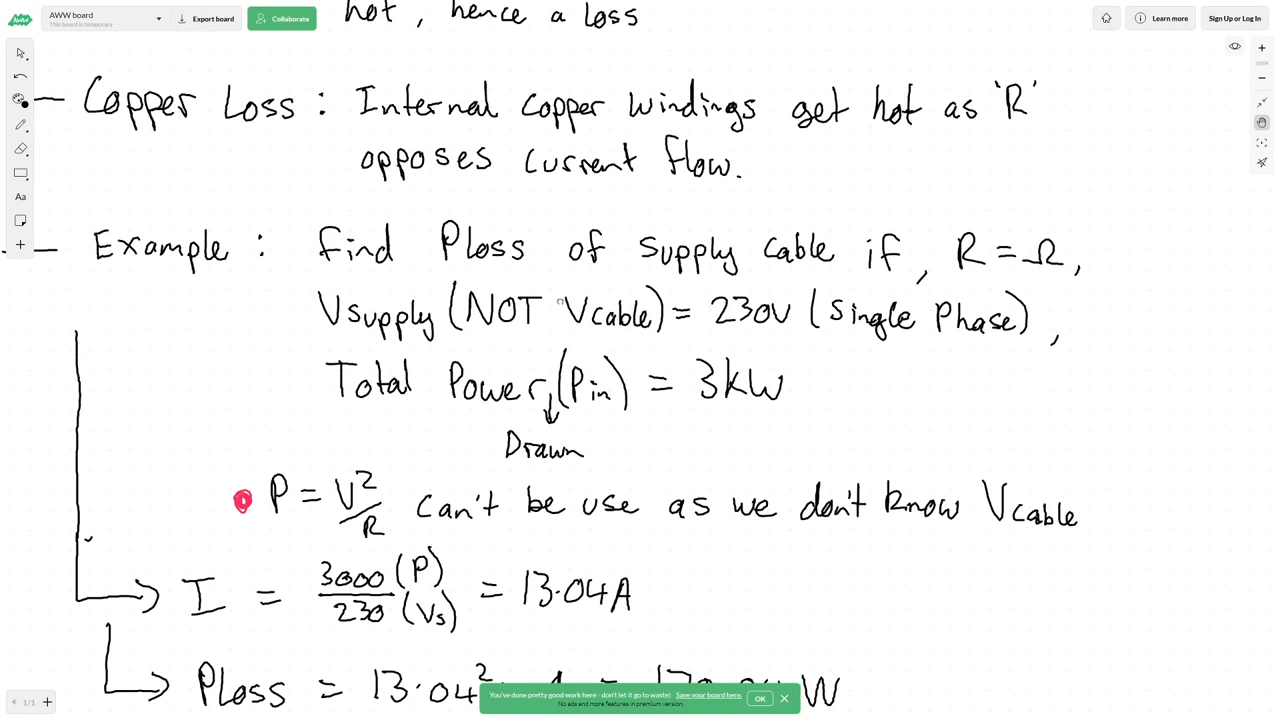 AWW board
This board is temporary
Export board
Collaborate
Learn more
Sign Up or Log In
hot, hence a loss
100%
Aa
— Copper Loss : Internal copper windings get hot as 'R'
opposes current flow.
— Example : find Ploss of supply cable if, R = Ω,
Vsupply (NOT Vcable) = 230V (single Phase),
Total Power (Pin) = 3kW
Drawn
P = V²/R can't be use as we don't know Vcable
I = 3000 (P) / 230 (Vs) = 13.04A
Ploss = 13.04² = W
You've done pretty good work here - don't let it go to waste! Save your board here.
No ads and more features in premium version.
OK
1/1